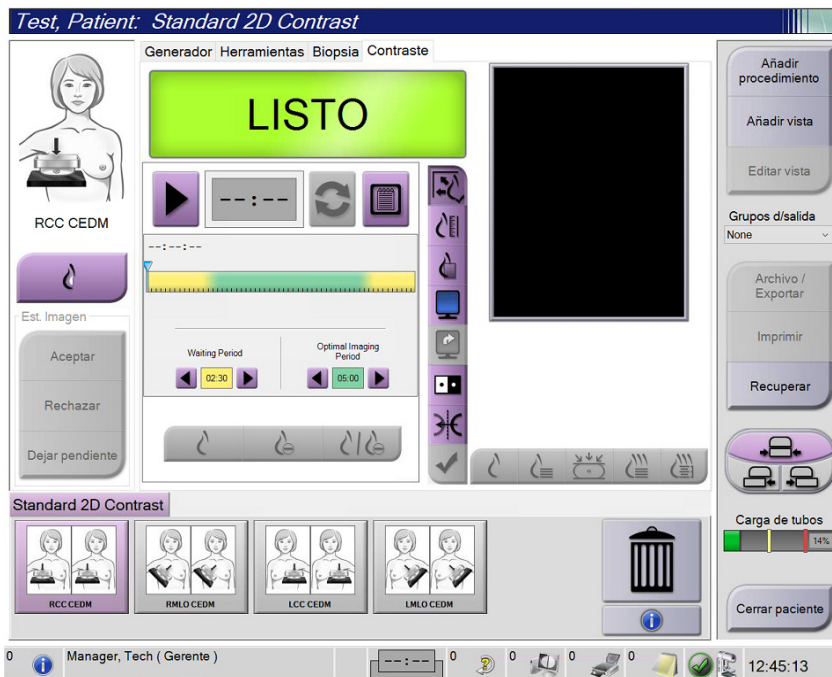 Test, Patient: Standard 2D Contrast
Generador Herramientas Biopsia Contraste
LISTO
--:--
--:--:--
Waiting Period
02:30
Optimal Imaging
Period
05:00
RCC CEDM
Est. Imagen
Aceptar
Rechazar
Dejar pendiente
Añadir
procedimiento
Añadir vista
Editar vista
Grupos d/salida
None
Archivo /
Exportar
Imprimir
Recuperar
Carga de tubos
14%
Cerrar paciente
Standard 2D Contrast
RCC CEDM
RMLO CEDM
LCC CEDM
LMLO CEDM
0
Manager, Tech ( Gerente )
--:--
0
0
0
0
12:45:13